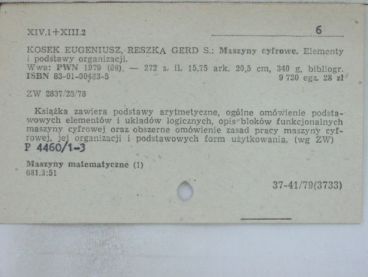 XIV.1+XIII.2
6
KOSEK EUGENIUSZ, RESZKA GERD S.: Maszyny cyfrowe. Elementy
i podstawy organizacji.
Wwa: PWN 1979 (09). — 272 s. il. 15,75 ark. 20,5 cm, 340 g, bibliogr.
ISBN 83-01-00483-5 9 730 egz. 28 zł
ZW 2837/25/78
Książka zawiera podstawy arytmetyczne, ogólne omówienie podsta-
wowych elementów i układów logicznych, opis bloków funkcjonalnych
maszyny cyfrowej oraz obszerne omówienie zasad pracy maszyny cyf-
rowej, jej organizacji i podstawowych form użytkowania. (wg ZW)
P 4460/1-3
Maszyny matematyczne (1)
681.3:51
37-41/79(3733)